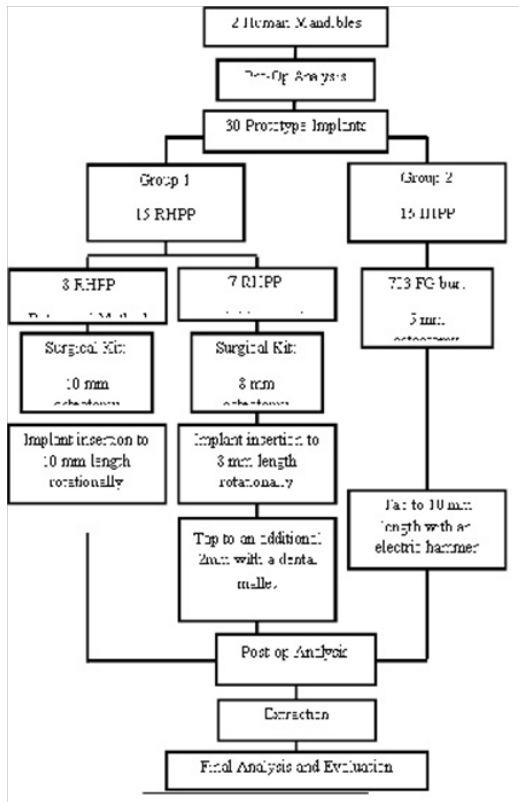 2 Human Mandibles
Pre-Op Analysis
30 Prototype Implants
Group 1
15 RHPP
Group 2
15
8 RHPP
7 RHPP
703 FG bur:
5 mm
Surgical Kit:
10 mm
Surgical Kit:
8 mm
Implant insertion to
10 mm length
rotationally
Implant insertion to
8 mm length
rotationally
Tap to 10 mm
length with an
electric hammer
Tap to an additional
2mm with a dental
mallet
Post op Analysis
Extraction
Final Analysis and Evaluation